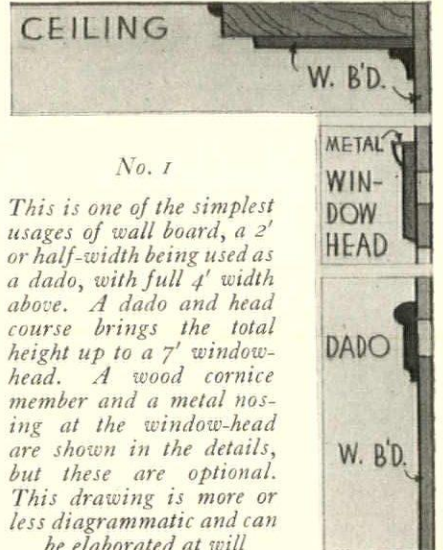 CEILING
W. B'D.
No. 1
This is one of the simplest
usages of wall board, a 2'
or half-width being used as
a dado, with full 4' width
above. A dado and head
course brings the total
height up to a 7' window-
head. A wood cornice
member and a metal nos-
ing at the window-head
are shown in the details,
but these are optional.
This drawing is more or
less diagrammatic and can
be elaborated at will
METAL
WIN-
DOW
HEAD
DADO
W. B'D.